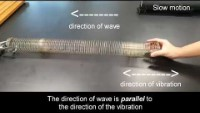 Slow motion
direction of wave
direction of vibration
The direction of wave is parallel to
the direction of the vibration